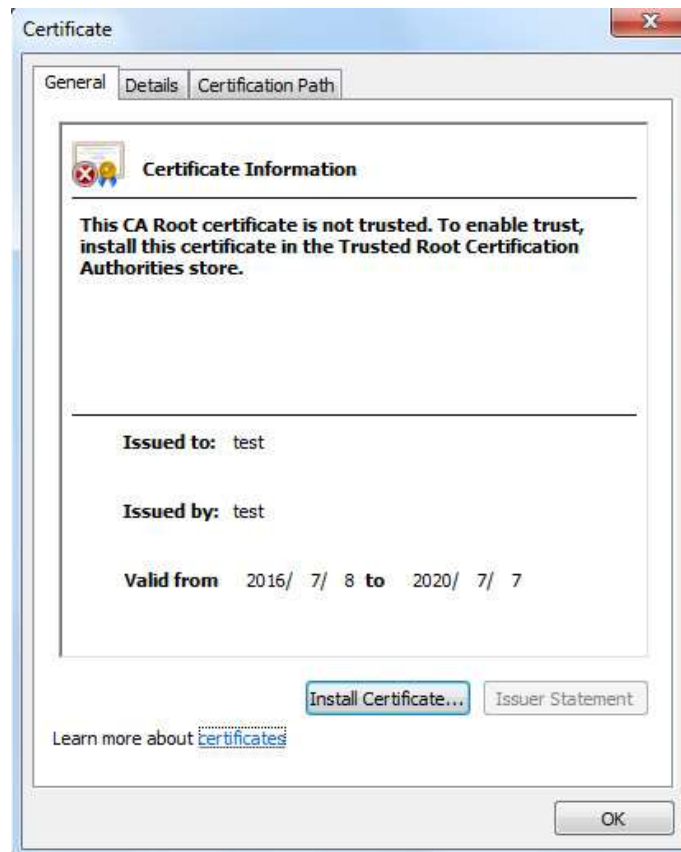 Certificate
General
Details
Certification Path
Certificate Information
This CA Root certificate is not trusted. To enable trust,
install this certificate in the Trusted Root Certification
Authorities store.
Issued to: test
Issued by: test
Valid from 2016/ 7/ 8 to 2020/ 7/ 7
Install Certificate...
Issuer Statement
Learn more about certificates
OK